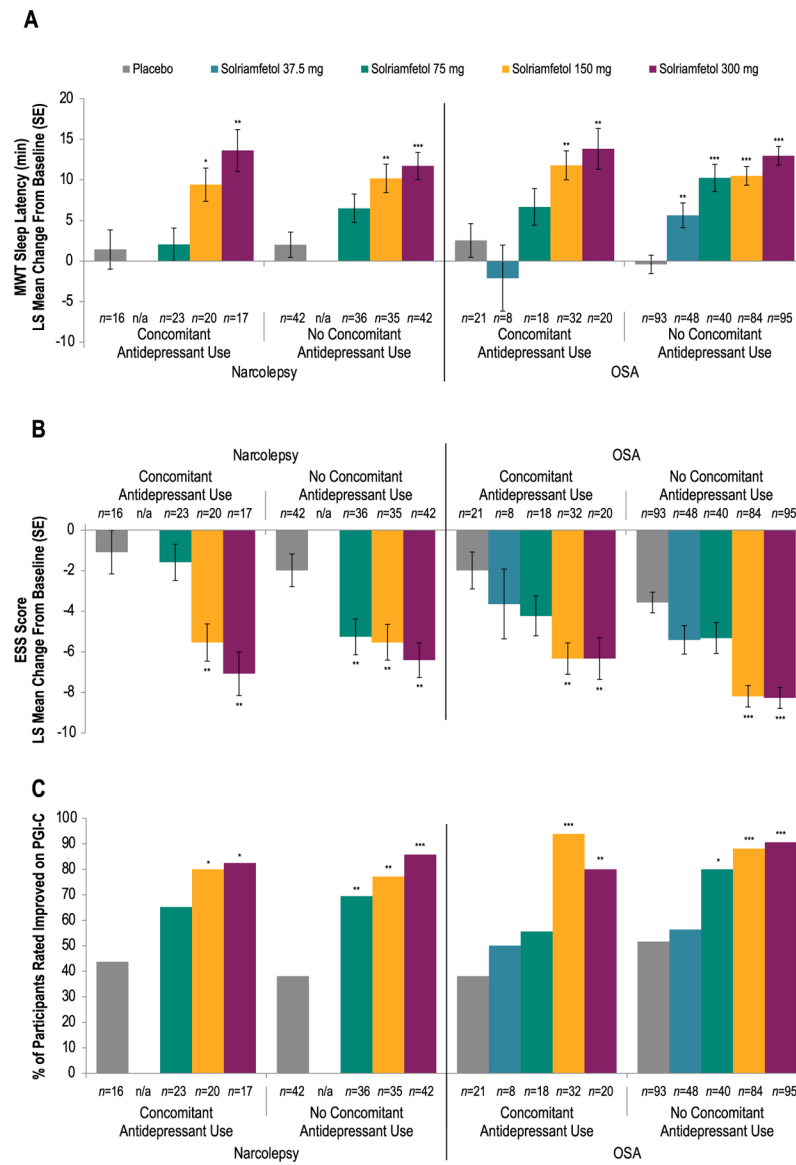 A
Placebo Solriamfetol 37.5 mg Solriamfetol 75 mg Solriamfetol 150 mg Solriamfetol 300 mg
MWT Sleep Latency (min)
LS Mean Change From Baseline (SE)
20
15
10
5
0
-5
-10
* ** ** *** ** ** ** *** *** ***
n=16 n/a n=23 n=20 n=17 n=42 n/a n=36 n=35 n=42 n=21 n=8 n=18 n=32 n=20 n=93 n=48 n=40 n=84 n=95
Concomitant No Concomitant Concomitant No Concomitant
Antidepressant Use Antidepressant Use Antidepressant Use Antidepressant Use
Narcolepsy OSA
B
Narcolepsy OSA
Concomitant No Concomitant Concomitant No Concomitant
Antidepressant Use Antidepressant Use Antidepressant Use Antidepressant Use
n=16 n/a n=23 n=20 n=17 n=42 n/a n=36 n=35 n=42 n=21 n=8 n=18 n=32 n=20 n=93 n=48 n=40 n=84 n=95
ESS Score
LS Mean Change From Baseline (SE)
0
-2
-4
-6
-8
-10
** ** ** ** ** ** ** *** ***
C
% of Participants Rated Improved on PGI-C
100
90
80
70
60
50
40
30
20
10
0
* * ** ** *** *** ** * *** ***
n=16 n/a n=23 n=20 n=17 n=42 n/a n=36 n=35 n=42 n=21 n=8 n=18 n=32 n=20 n=93 n=48 n=40 n=84 n=95
Concomitant No Concomitant Concomitant No Concomitant
Antidepressant Use Antidepressant Use Antidepressant Use Antidepressant Use
Narcolepsy OSA